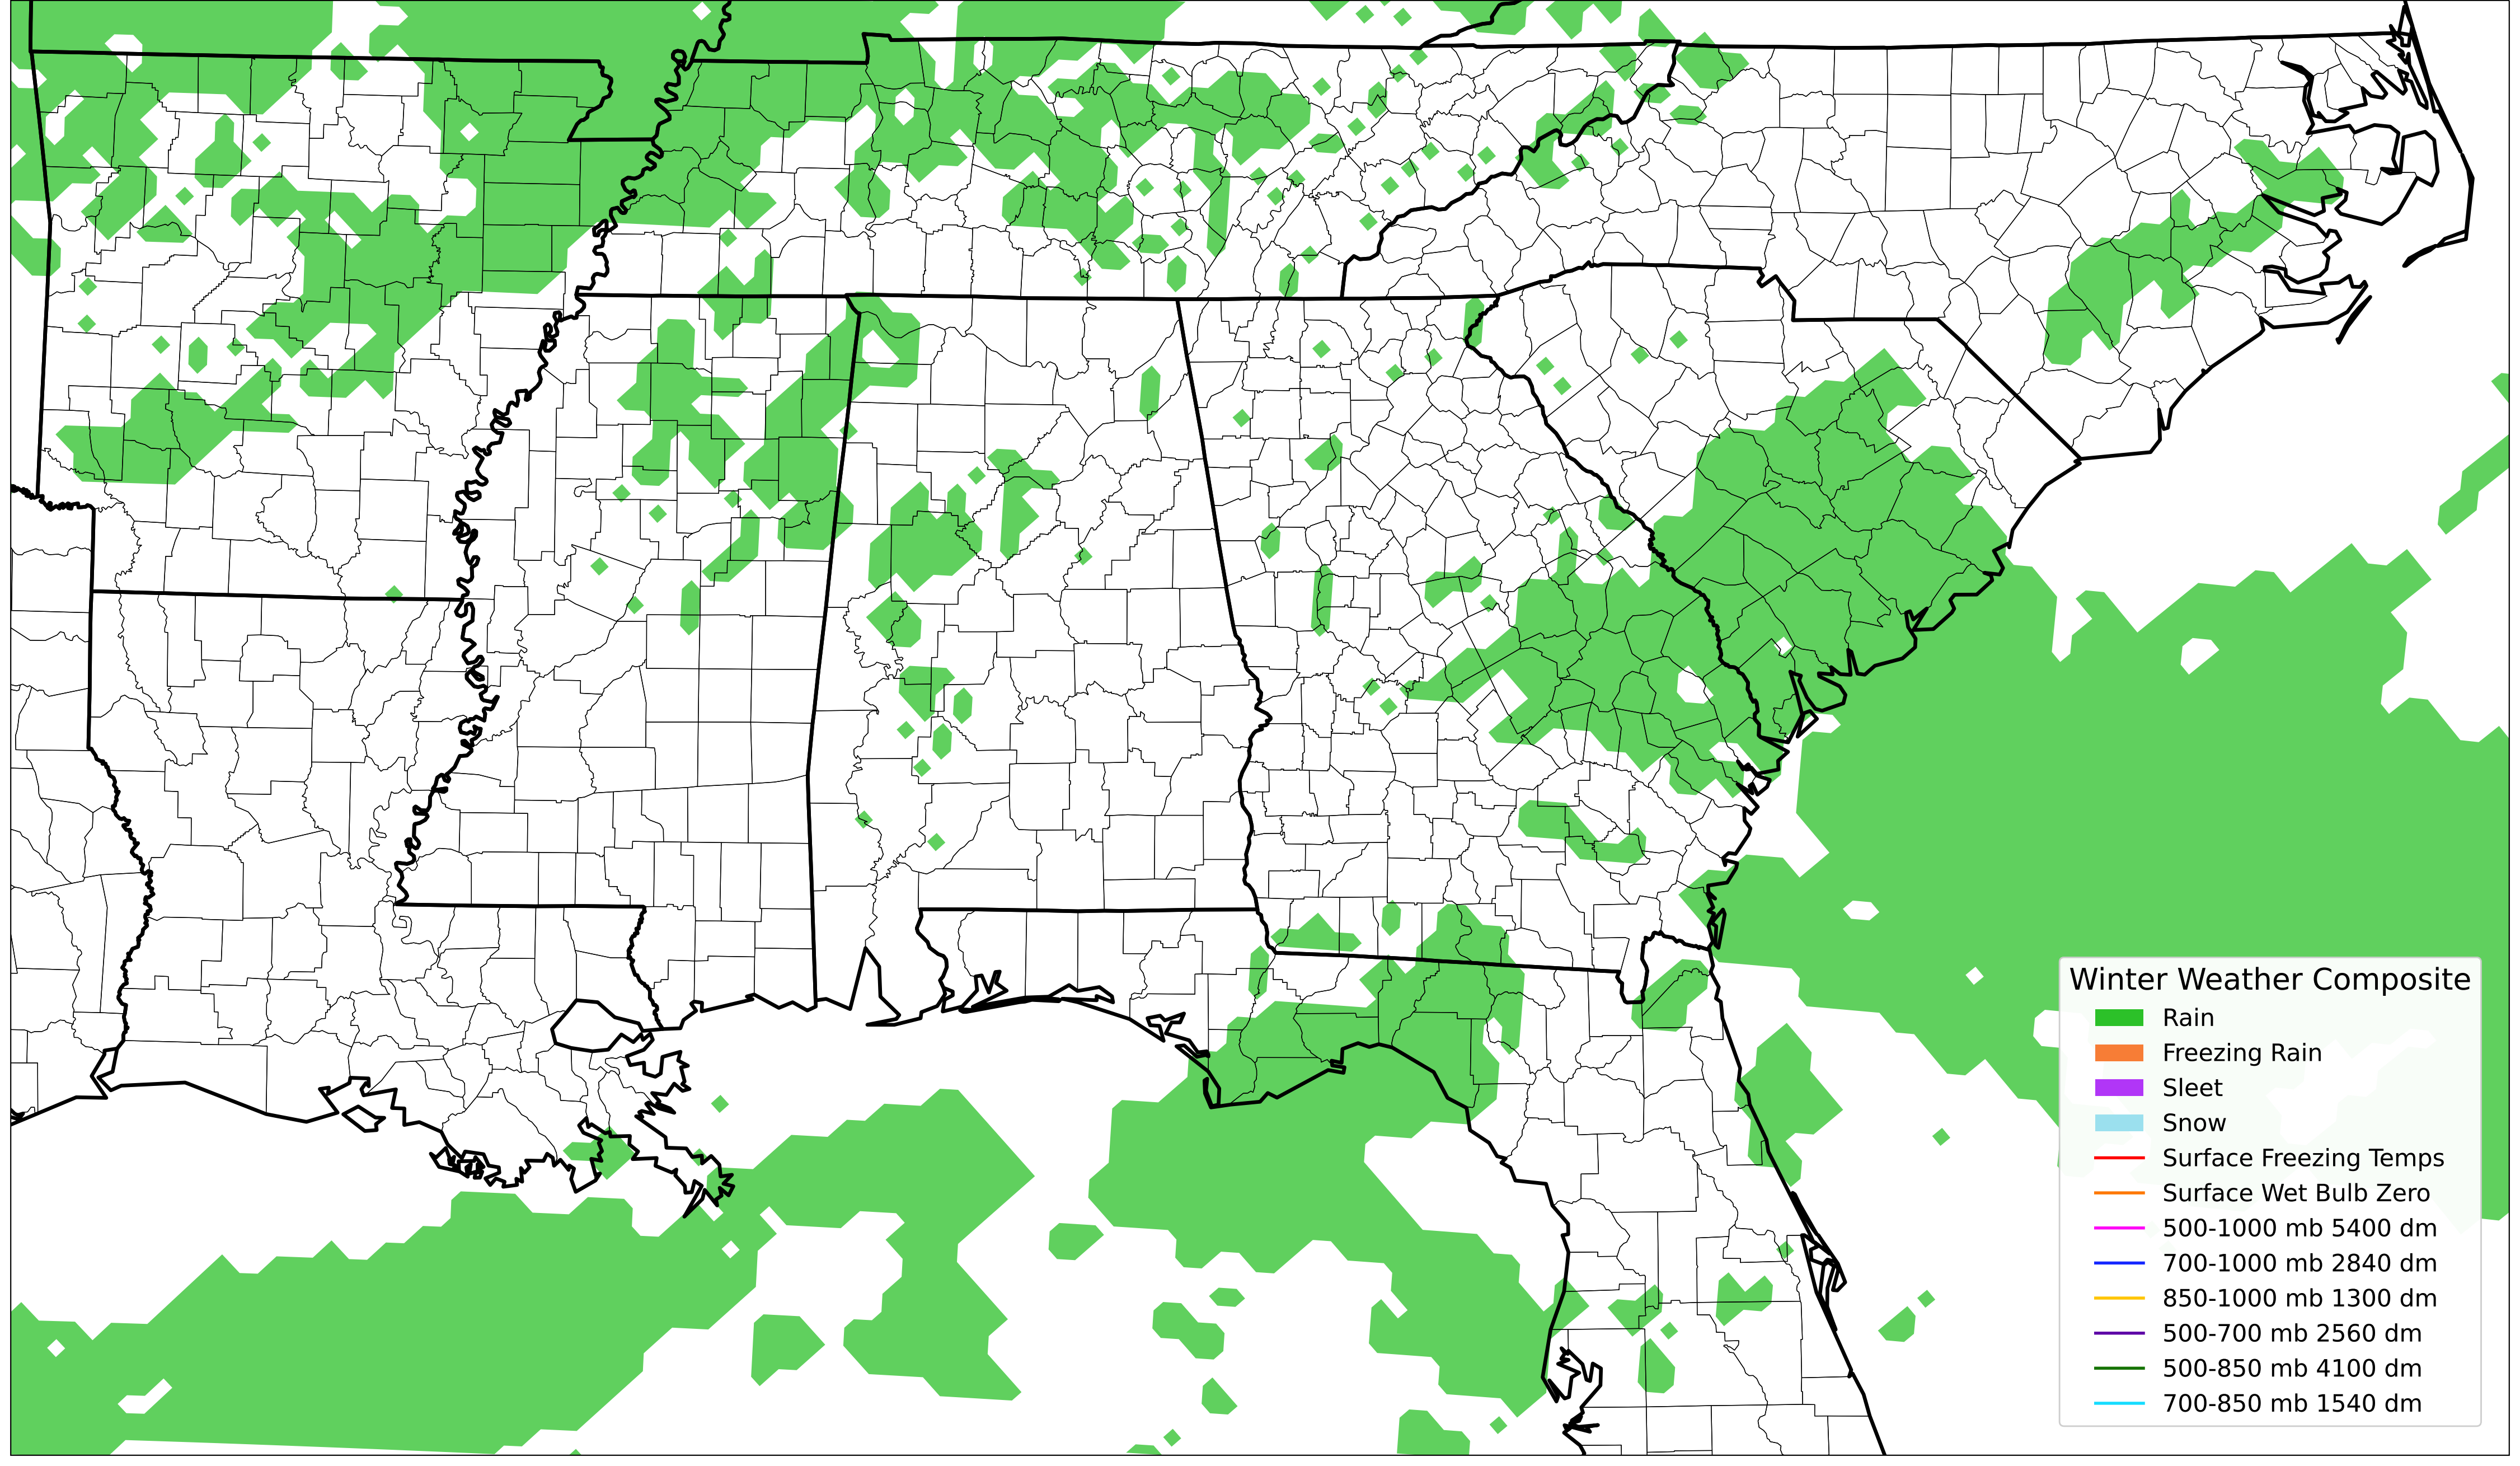 Winter Weather Composite
Rain
Freezing Rain
Sleet
Snow
Surface Freezing Temps
Surface Wet Bulb Zero
500-1000 mb 5400 dm
700-1000 mb 2840 dm
850-1000 mb 1300 dm
500-700 mb 2560 dm
500-850 mb 4100 dm
700-850 mb 1540 dm